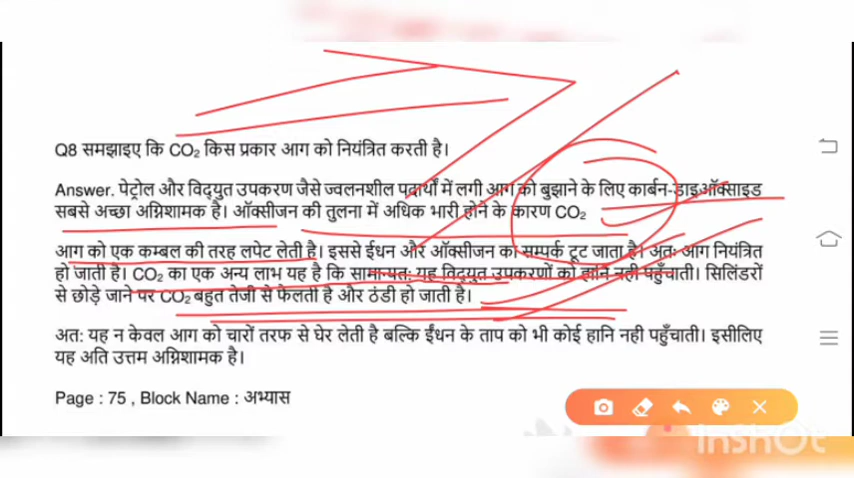 Q8 समझाइए कि CO₂ किस प्रकार आग को नियंत्रित करती है।
Answer. पेट्रोल और विद्युत उपकरण जैसे ज्वलनशील पदार्थों में लगी आग को बुझाने के लिए कार्बन-डाइऑक्साइड
सबसे अच्छा अग्निशामक है। ऑक्सीजन की तुलना में अधिक भारी होने के कारण CO₂
आग को एक कम्बल की तरह लपेट लेती है। इससे ईधन और ऑक्सीजन का सम्पर्क टूट जाता है। अतः आग नियंत्रित
हो जाती है। CO₂ का एक अन्य लाभ यह है कि सामान्यतः यह विद्युत उपकरणों को हानि नही पहुँचाती। सिलिंडरों
से छोड़े जाने पर CO₂ बहुत तेजी से फैलती है और ठंडी हो जाती है।
अत: यह न केवल आग को चारों तरफ से घेर लेती है बल्कि ईंधन के ताप को भी कोई हानि नही पहुँचाती। इसीलिए
यह अति उत्तम अग्निशामक है।
Page : 75 , Block Name : अभ्यास
InShOt